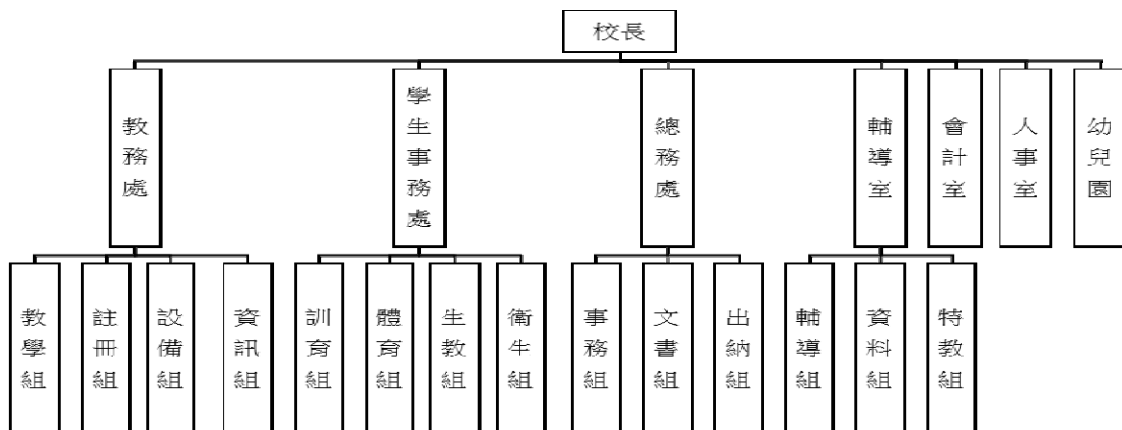 校長
教務處
學生事務處
總務處
輔導室
會計室
人事室
幼兒園
教學組
註冊組
設備組
資訊組
訓育組
體育組
生教組
衛生組
事務組
文書組
出納組
輔導組
資料組
特教組